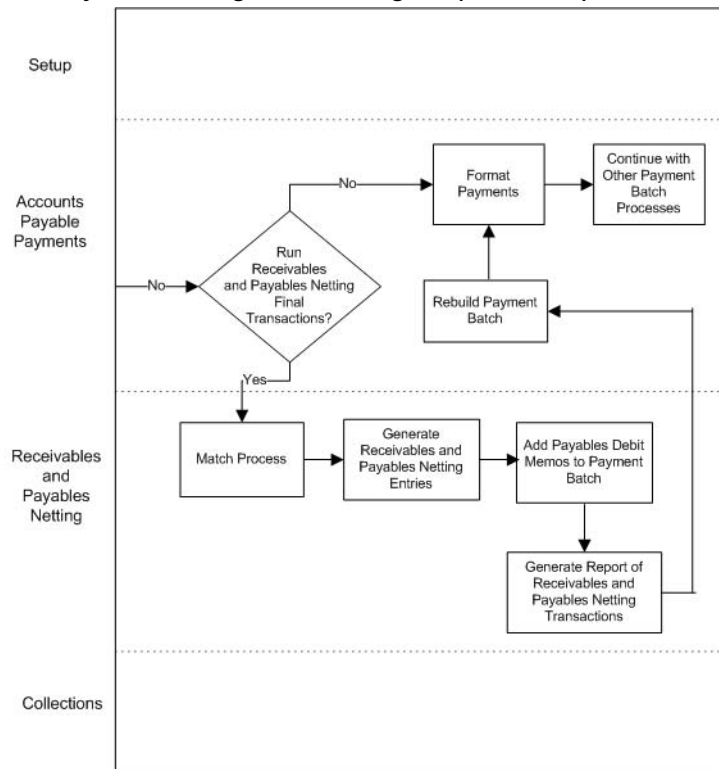 Setup
Accounts
Payable
Payments
No
Run
Receivables
and Payables Netting
Final
Transactions?
No
Format
Payments
Continue with
Other Payment
Batch
Processes
Rebuild Payment
Batch
Yes
Receivables
and
Payables
Netting
Match Process
Generate
Receivables and
Payables Netting
Entries
Add Payables Debit
Memos to Payment
Batch
Generate Report of
Receivables and
Payables Netting
Transactions
Collections